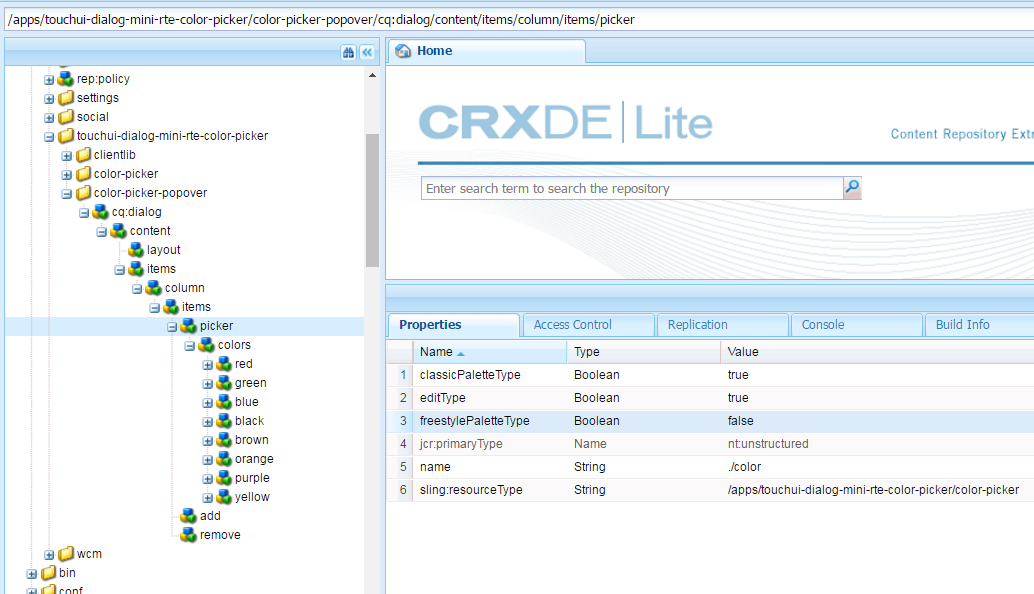 /apps/touchui-dialog-mini-rte-color-picker/color-picker-popover/cq:dialog/content/items/column/items/picker
rep:policy
settings
social
touchui-dialog-mini-rte-color-picker
clientlib
color-picker
color-picker-popover
cq:dialog
content
layout
items
column
items
picker
colors
red
green
blue
black
brown
orange
purple
yellow
add
remove
wcm
bin
conf
Home
CRXDE Lite
Content Repository Extr
Enter search term to search the repository
Properties Access Control Replication Console Build Info
Name Type Value
1 classicPaletteType Boolean true
2 editType Boolean true
3 freestylePaletteType Boolean false
4 jcr:primaryType Name nt:unstructured
5 name String ./color
6 sling:resourceType String /apps/touchui-dialog-mini-rte-color-picker/color-picker